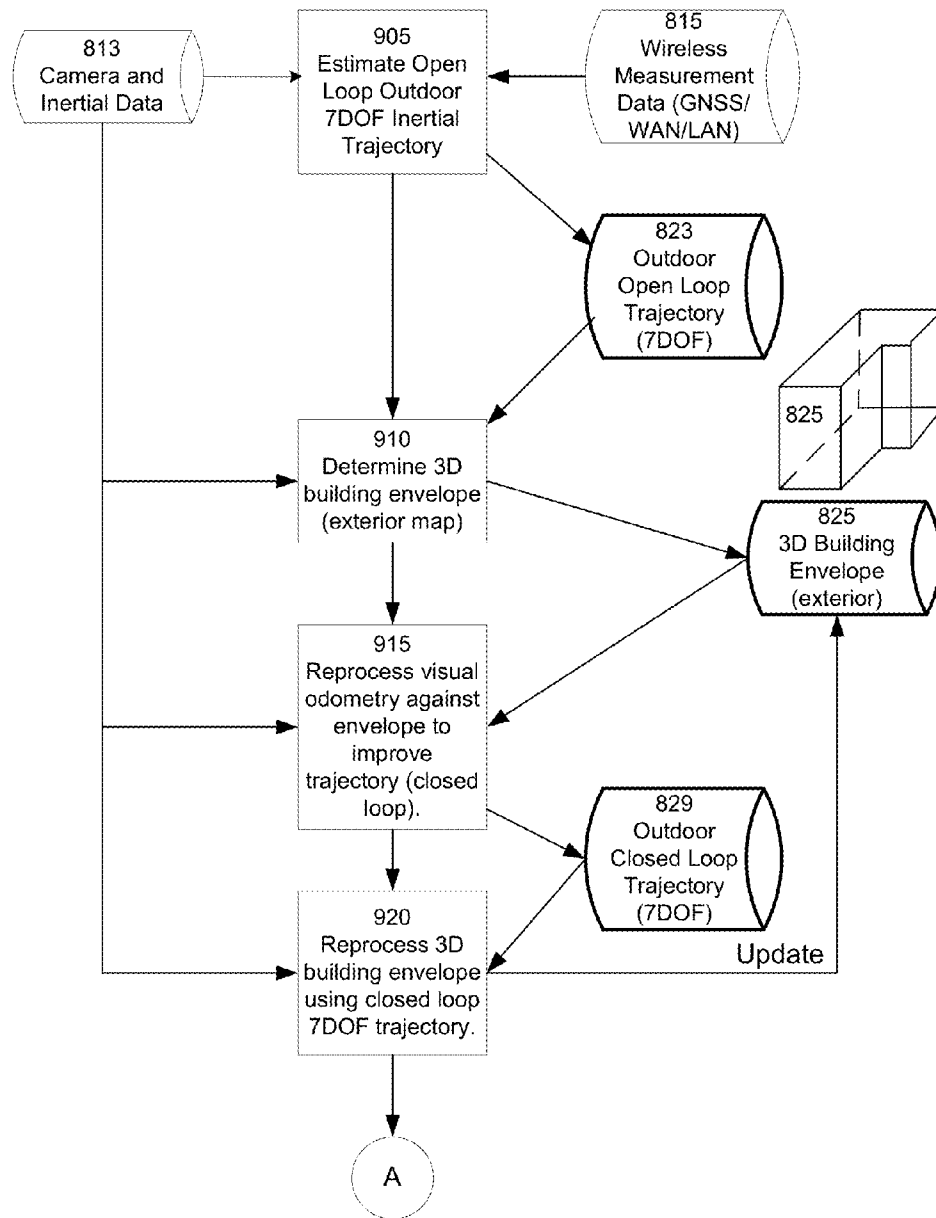 813
Camera and
Inertial Data
905
Estimate Open
Loop Outdoor
7DOF Inertial
Trajectory
815
Wireless
Measurement
Data (GNSS/
WAN/LAN)
823
Outdoor
Open Loop
Trajectory
(7DOF)
825
910
Determine 3D
building envelope
(exterior map)
825
3D Building
Envelope
(exterior)
915
Reprocess visual
odometry against
envelope to
improve
trajectory (closed
loop).
829
Outdoor
Closed Loop
Trajectory
(7DOF)
920
Reprocess 3D
building envelope
using closed loop
7DOF trajectory.
Update
A